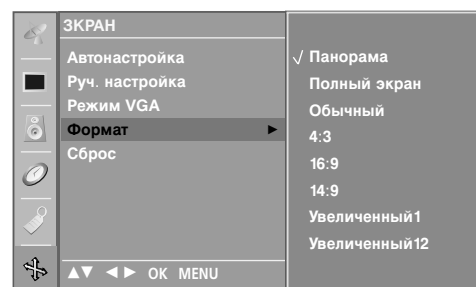 ЭКРАН
Автонастройка
Руч. настройка
Режим VGA
Формат ►
Сброс
▲▼ ◄► OK MENU
√ Панорама
Полный экран
Обычный
4:3
16:9
14:9
Увеличенный1
Увеличенный12